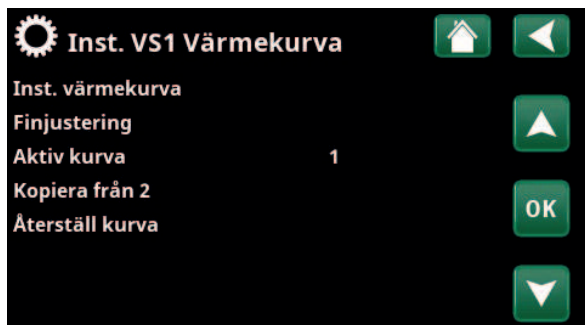 Inst. VS1 Värmekurva
Inst. värmekurva
Finjustering
Aktiv kurva 1
Kopiera från 2
Återställ kurva
OK